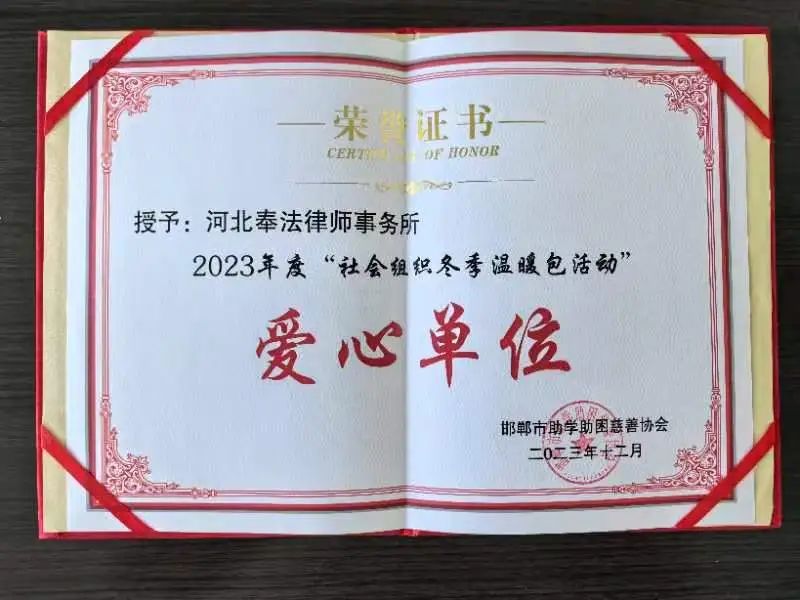 荣誉证书
CERTIFICATE OF HONOR
授予：河北奉法律师事务所
2023年度“社会组织冬季温暖包活动”
爱心单位
邯郸市助学助困慈善协会
二〇二三年十二月